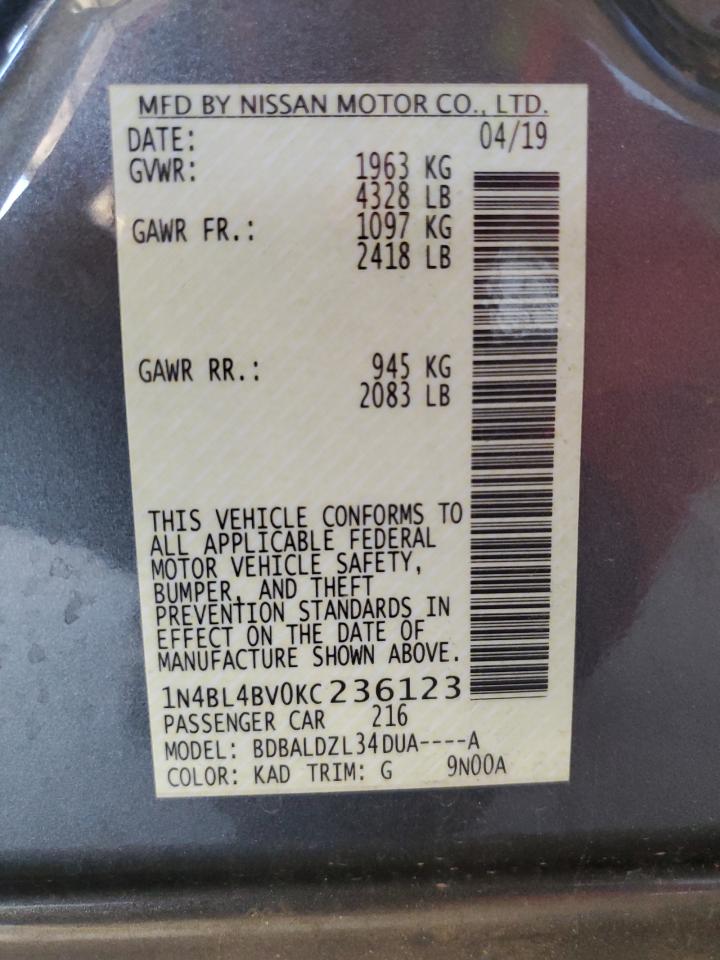 MFD BY NISSAN MOTOR CO., LTD.
DATE: 04/19
GVWR: 1963 KG
4328 LB
GAWR FR.: 1097 KG
2418 LB
GAWR RR.: 945 KG
2083 LB
THIS VEHICLE CONFORMS TO
ALL APPLICABLE FEDERAL
MOTOR VEHICLE SAFETY,
BUMPER, AND THEFT
PREVENTION STANDARDS IN
EFFECT ON THE DATE OF
MANUFACTURE SHOWN ABOVE.
1N4BL4BV0KC236123
PASSENGER CAR 216
MODEL: BDBALDZL34DUA----A
COLOR: KAD TRIM: G 9N00A